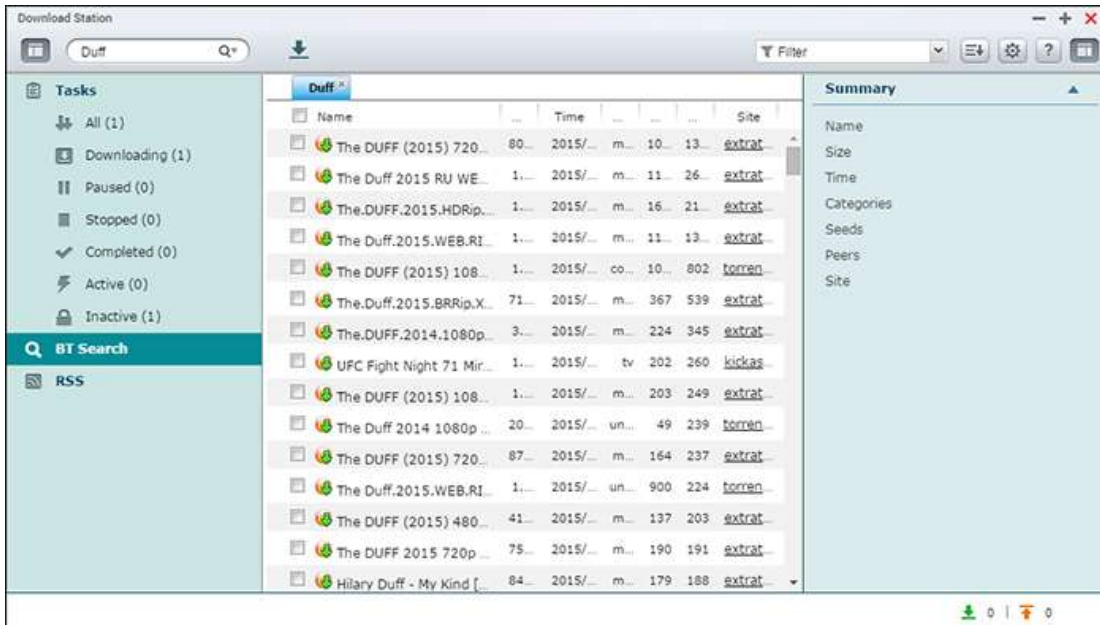 Download Station
Duff
Filter
Tasks
All (1)
Downloading (1)
Paused (0)
Stopped (0)
Completed (0)
Active (0)
Inactive (1)
BT Search
RSS
Duff
Name ... Time ... ... ... Site
The DUFF (2015) 720... 80... 2015/... m... 10... 13... extrat...
The Duff 2015 RU WE... 1.... 2015/... m... 11... 26... extrat...
The.DUFF.2015.HDRip.... 1.... 2015/... m... 16... 21... extrat...
The Duff.2015.WEB.RI... 1.... 2015/... m... 11... 13... extrat...
The DUFF (2015) 108... 1.... 2015/... co... 10... 802 torren...
The.Duff.2015.BRRip.X... 71... 2015/... m... 367 539 extrat...
The.DUFF.2014.1080p... 3.... 2015/... m... 224 345 extrat...
UFC Fight Night 71 Mir... 1.... 2015/... tv 202 260 kickas...
The DUFF (2015) 108... 1.... 2015/... m... 203 249 extrat...
The Duff 2014 1080p ... 20... 2015/... un... 49 239 torren...
The DUFF (2015) 720... 87... 2015/... m... 164 237 extrat...
The Duff.2015.WEB.RI... 1.... 2015/... un... 900 224 torren...
The DUFF (2015) 480... 41... 2015/... m... 137 203 extrat...
The DUFF 2015 720p ... 75... 2015/... m... 190 191 extrat...
Hilary Duff - My Kind [... 84... 2015/... m... 179 188 extrat...
Summary
Name
Size
Time
Categories
Seeds
Peers
Site
0 | 0